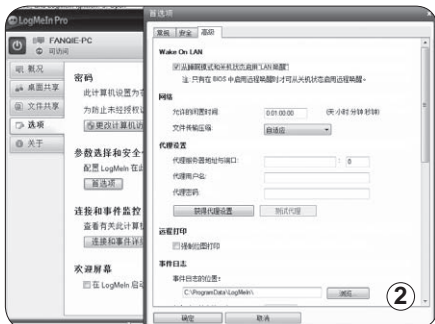 LogMeIn Pro
FANQIE-PC
可访问
概况
桌面共享
文件共享
选项
关于
密码
此计算机设置为
为防止未经授权
更改计算机
参数选择和安全
配置 LogMeIn 在此
首选项
连接和事件监控
查看有关此计算机
连接和事件详
欢迎屏幕
在 LogMeIn 启动
首选项
常规 安全 高级
Wake On LAN
从睡眠模式和关机状态启用"LAN 唤醒"
注: 只有在 BIOS 中启用远程唤醒时才可从关机状态启用远程唤醒。
网络
允许的闲置时间: 0:01:00:00 (天:小时:分钟:秒钟)
文件传输压缩: 自适应
代理设置
代理服务器地址与端口: : 0
代理用户名:
代理密码:
获得代理设置 测试代理
远程打印
强制位图打印
事件日志
事件日志的位置:
C:\ProgramData\LogMeIn\ 浏览...
确定 取消
2